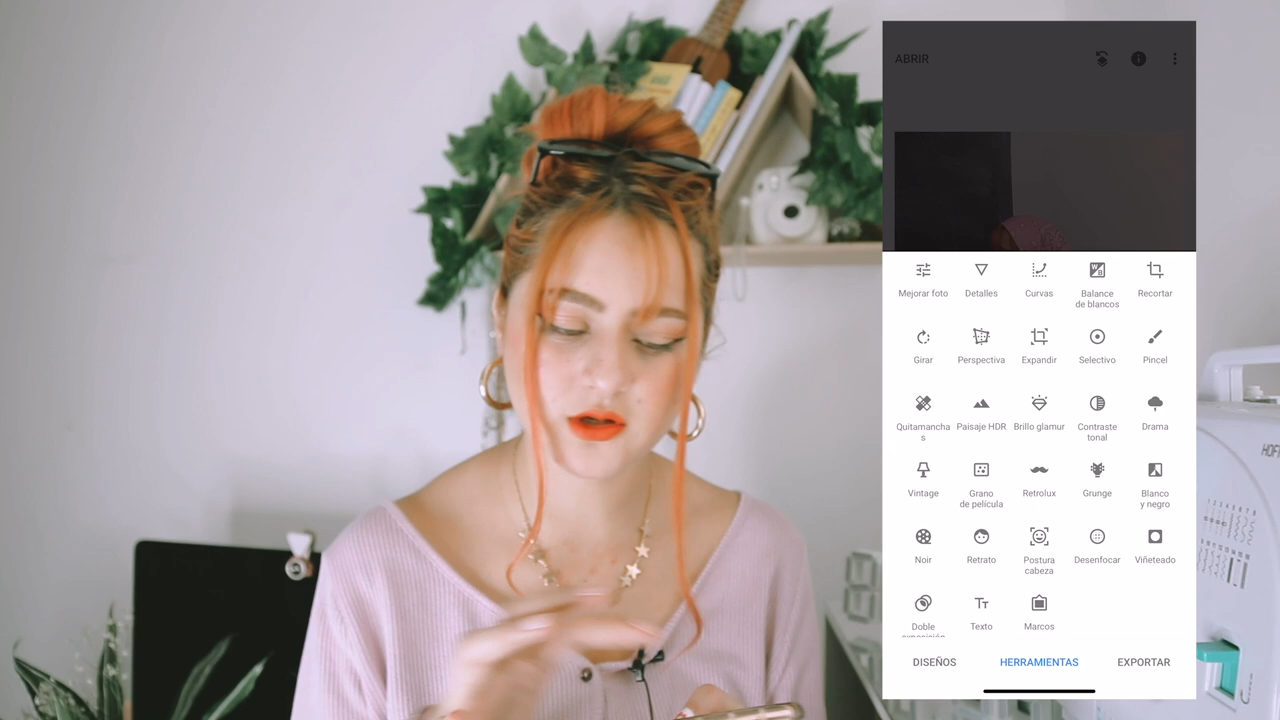 ABRIR
Mejorar foto
Detalles
Curvas
Balance
de blancos
Recortar
Girar
Perspectiva
Expandir
Selectivo
Pincel
Quitamancha
s
Paisaje HDR
Brillo glamur
Contraste
tonal
Drama
Vintage
Grano
de película
Retrolux
Grunge
Blanco
y negro
Noir
Retrato
Postura
cabeza
Desenfocar
Viñeteado
Doble
exposición
Texto
Marcos
DISEÑOS
HERRAMIENTAS
EXPORTAR